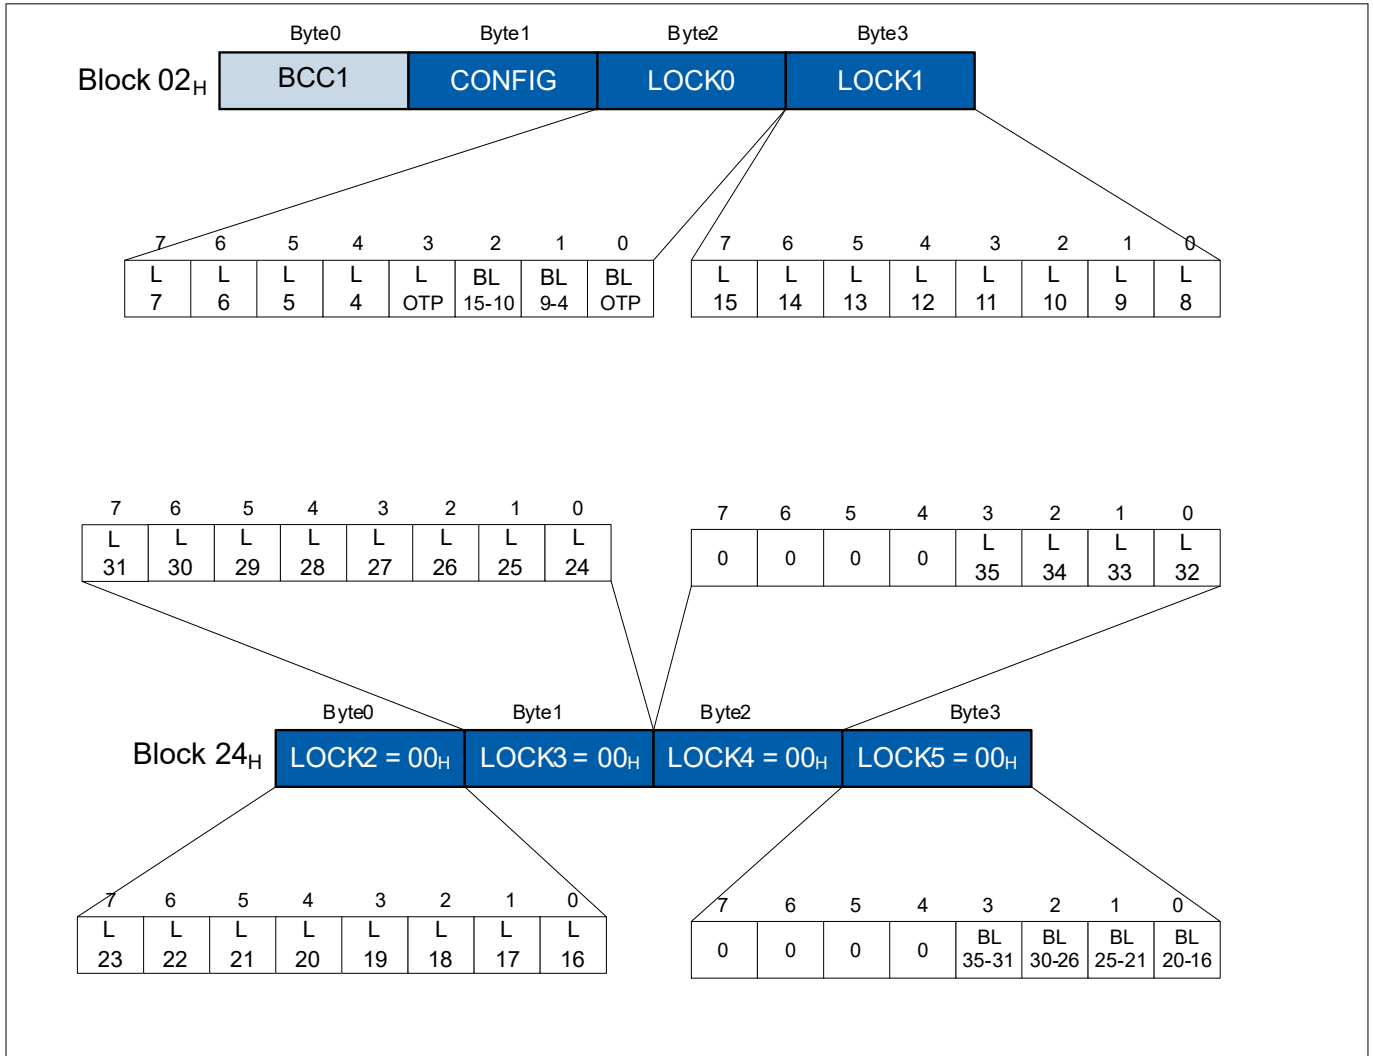 Byte0 Byte1 Byte2 Byte3
Block 02H BCC1 CONFIG LOCK0 LOCK1
7 6 5 4 3 2 1 0 7 6 5 4 3 2 1 0
L L L L L BL BL BL L L L L L L L L
7 6 5 4 OTP 15-10 9-4 OTP 15 14 13 12 11 10 9 8
7 6 5 4 3 2 1 0 7 6 5 4 3 2 1 0
L L L L L L L L 0 0 0 0 L L L L
31 30 29 28 27 26 25 24 35 34 33 32
Byte0 Byte1 Byte2 Byte3
Block 24H LOCK2 = 00H LOCK3 = 00H LOCK4 = 00H LOCK5 = 00H
7 6 5 4 3 2 1 0 7 6 5 4 3 2 1 0
L L L L L L L L 0 0 0 0 BL BL BL BL
23 22 21 20 19 18 17 16 35-31 30-26 25-21 20-16